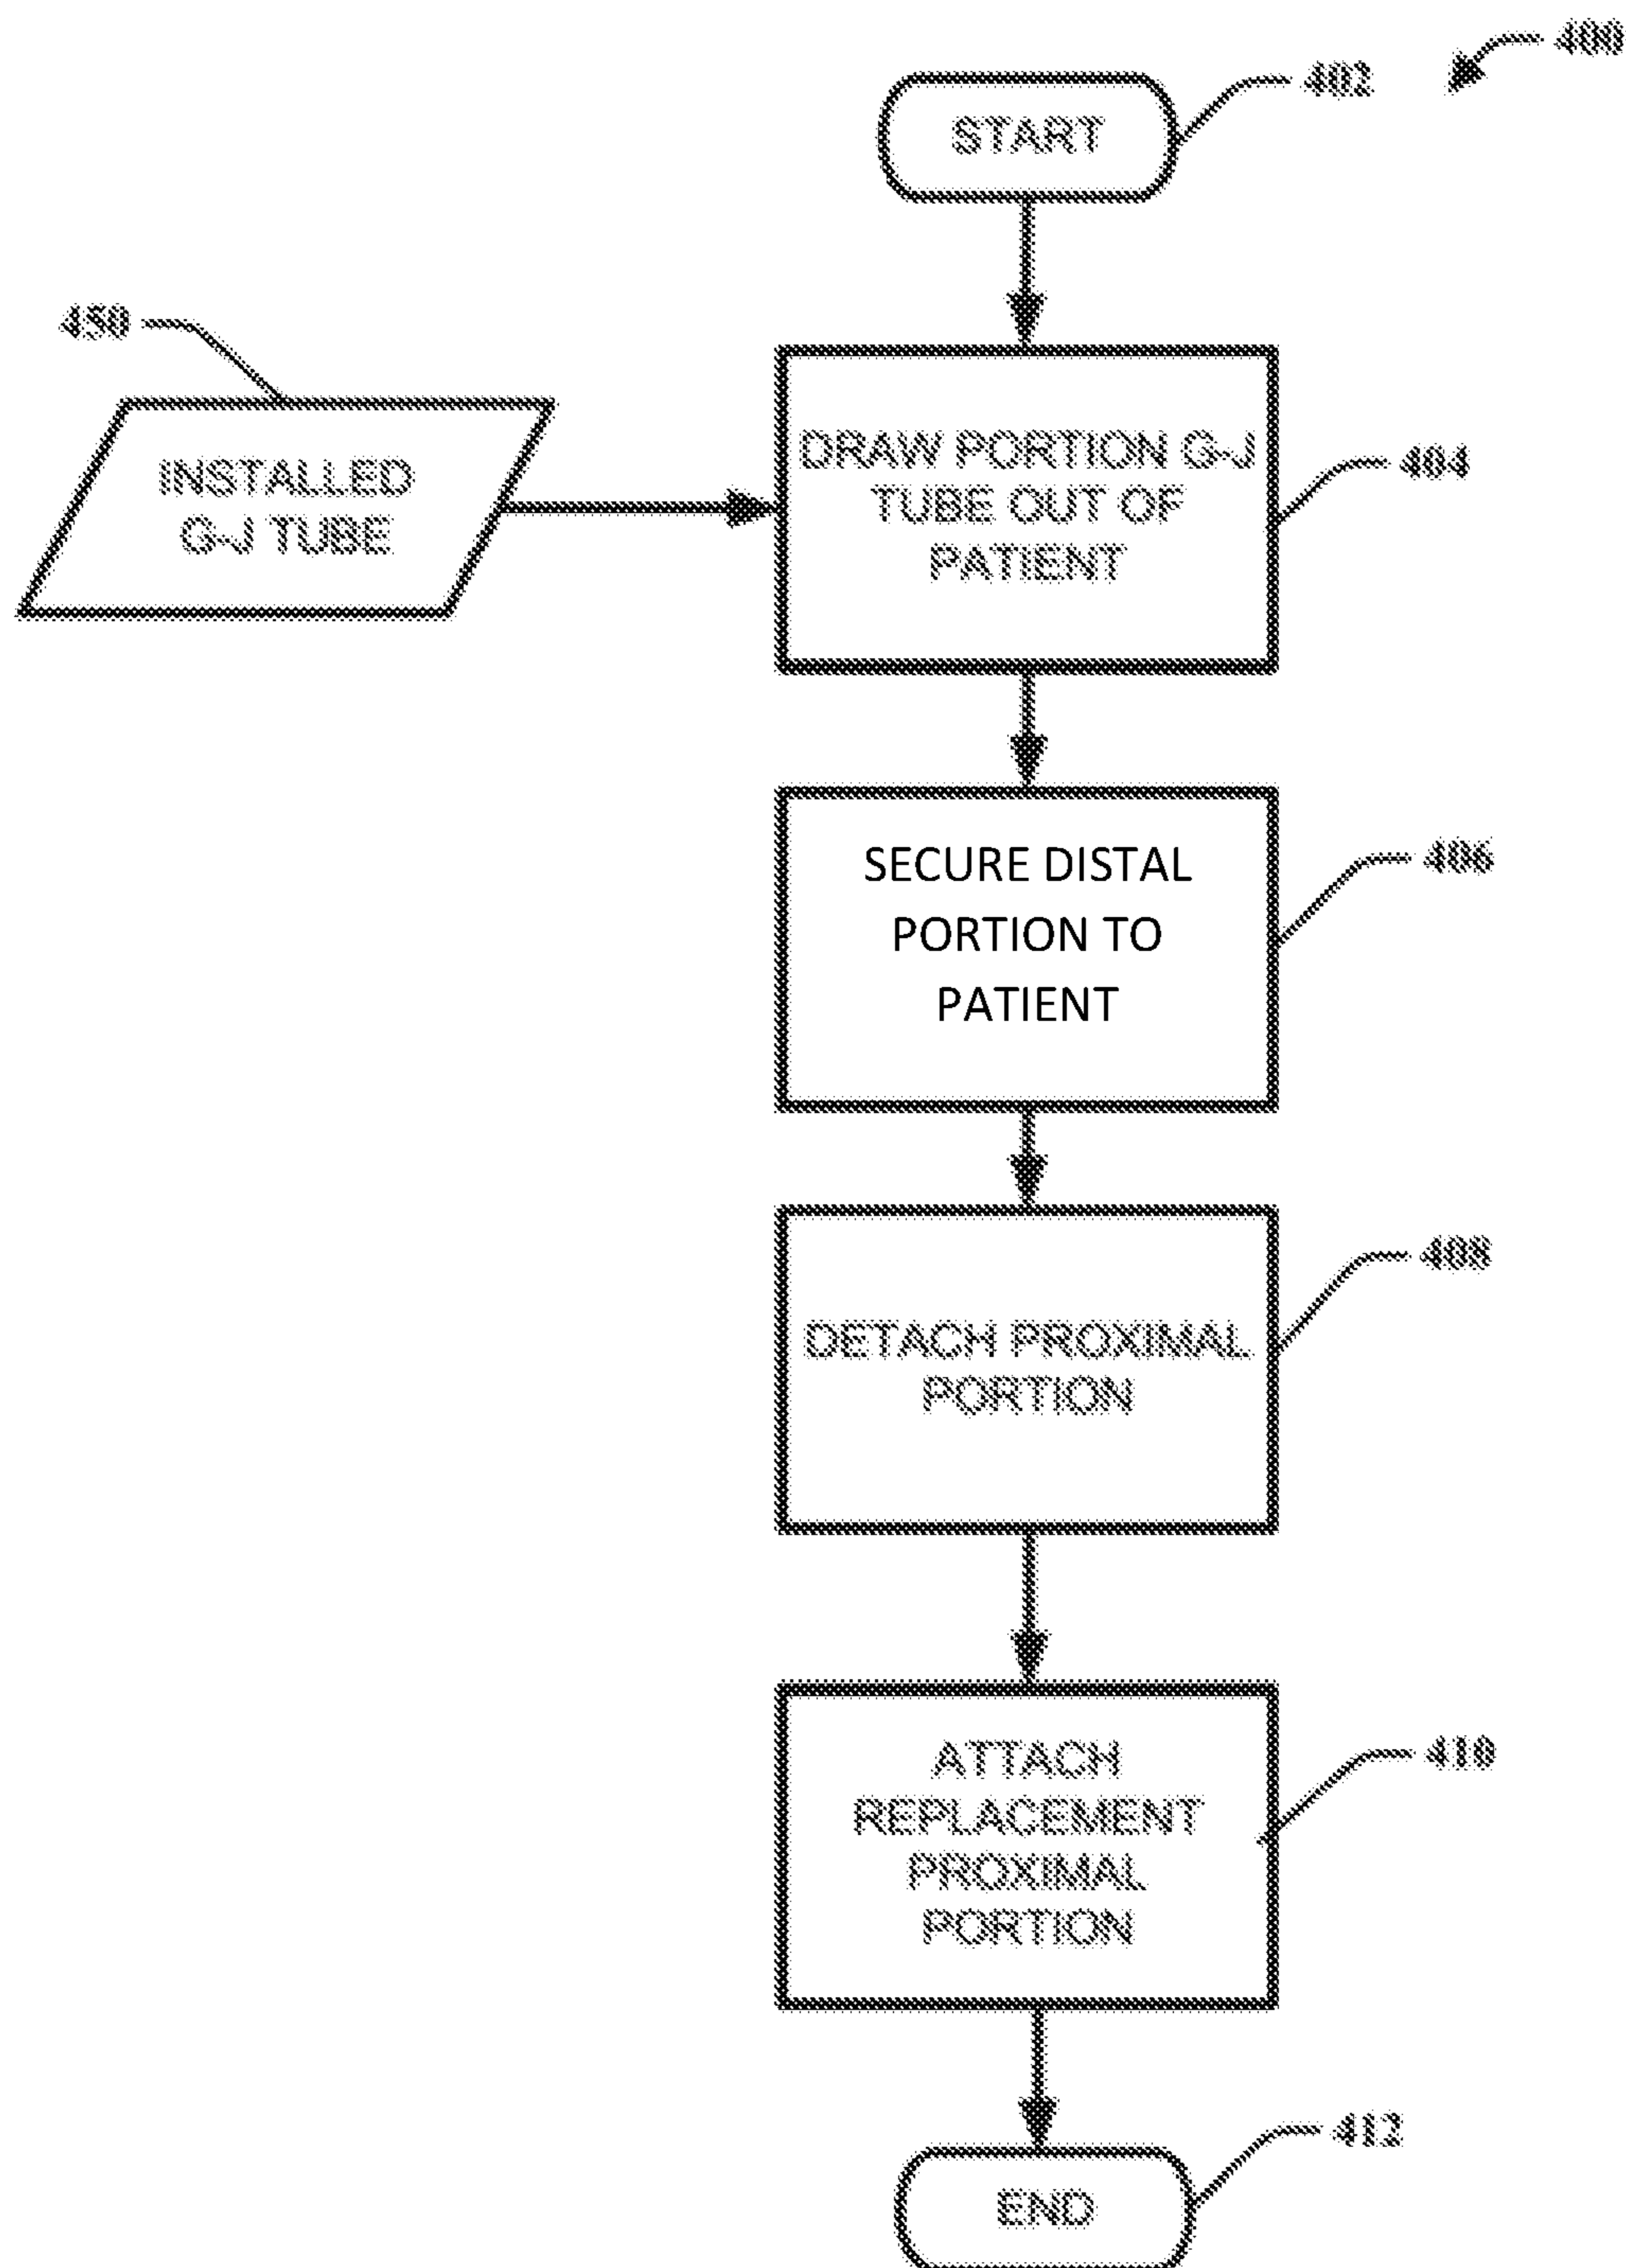 400
402
START
450
INSTALLED
G-J TUBE
DRAW PORTION G-J
TUBE OUT OF
PATIENT
404
SECURE DISTAL
PORTION TO
PATIENT
406
DETACH PROXIMAL
PORTION
408
ATTACH
REPLACEMENT
PROXIMAL
PORTION
410
412
END